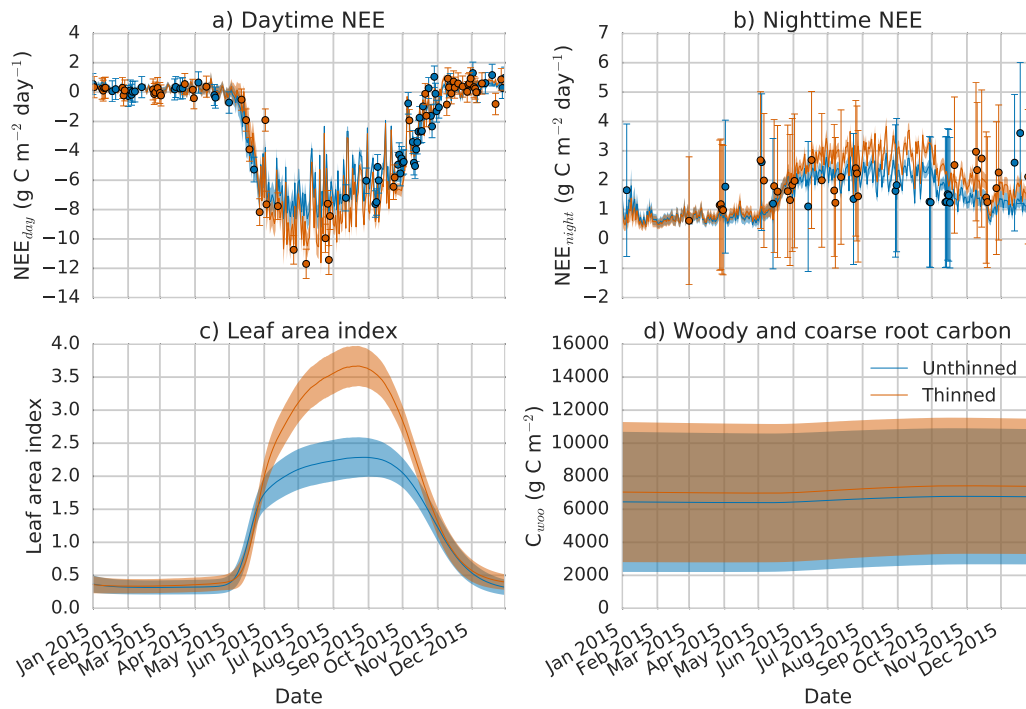 a) Daytime NEE
b) Nighttime NEE
4
2
0
−2
−4
−6
−8
−10
−12
−14
NEE_day (g C m⁻² day⁻¹)
7
6
5
4
3
2
1
0
−1
−2
NEE_night (g C m⁻² day⁻¹)
c) Leaf area index
d) Woody and coarse root carbon
4.0
3.5
3.0
2.5
2.0
1.5
1.0
0.5
0.0
Leaf area index
16000
14000
12000
10000
8000
6000
4000
2000
0
C_woo (g C m⁻²)
Unthinned
Thinned
Jan 2015
Feb 2015
Mar 2015
Apr 2015
May 2015
Jun 2015
Jul 2015
Aug 2015
Sep 2015
Oct 2015
Nov 2015
Dec 2015
Date
Jan 2015
Feb 2015
Mar 2015
Apr 2015
May 2015
Jun 2015
Jul 2015
Aug 2015
Sep 2015
Oct 2015
Nov 2015
Dec 2015
Date